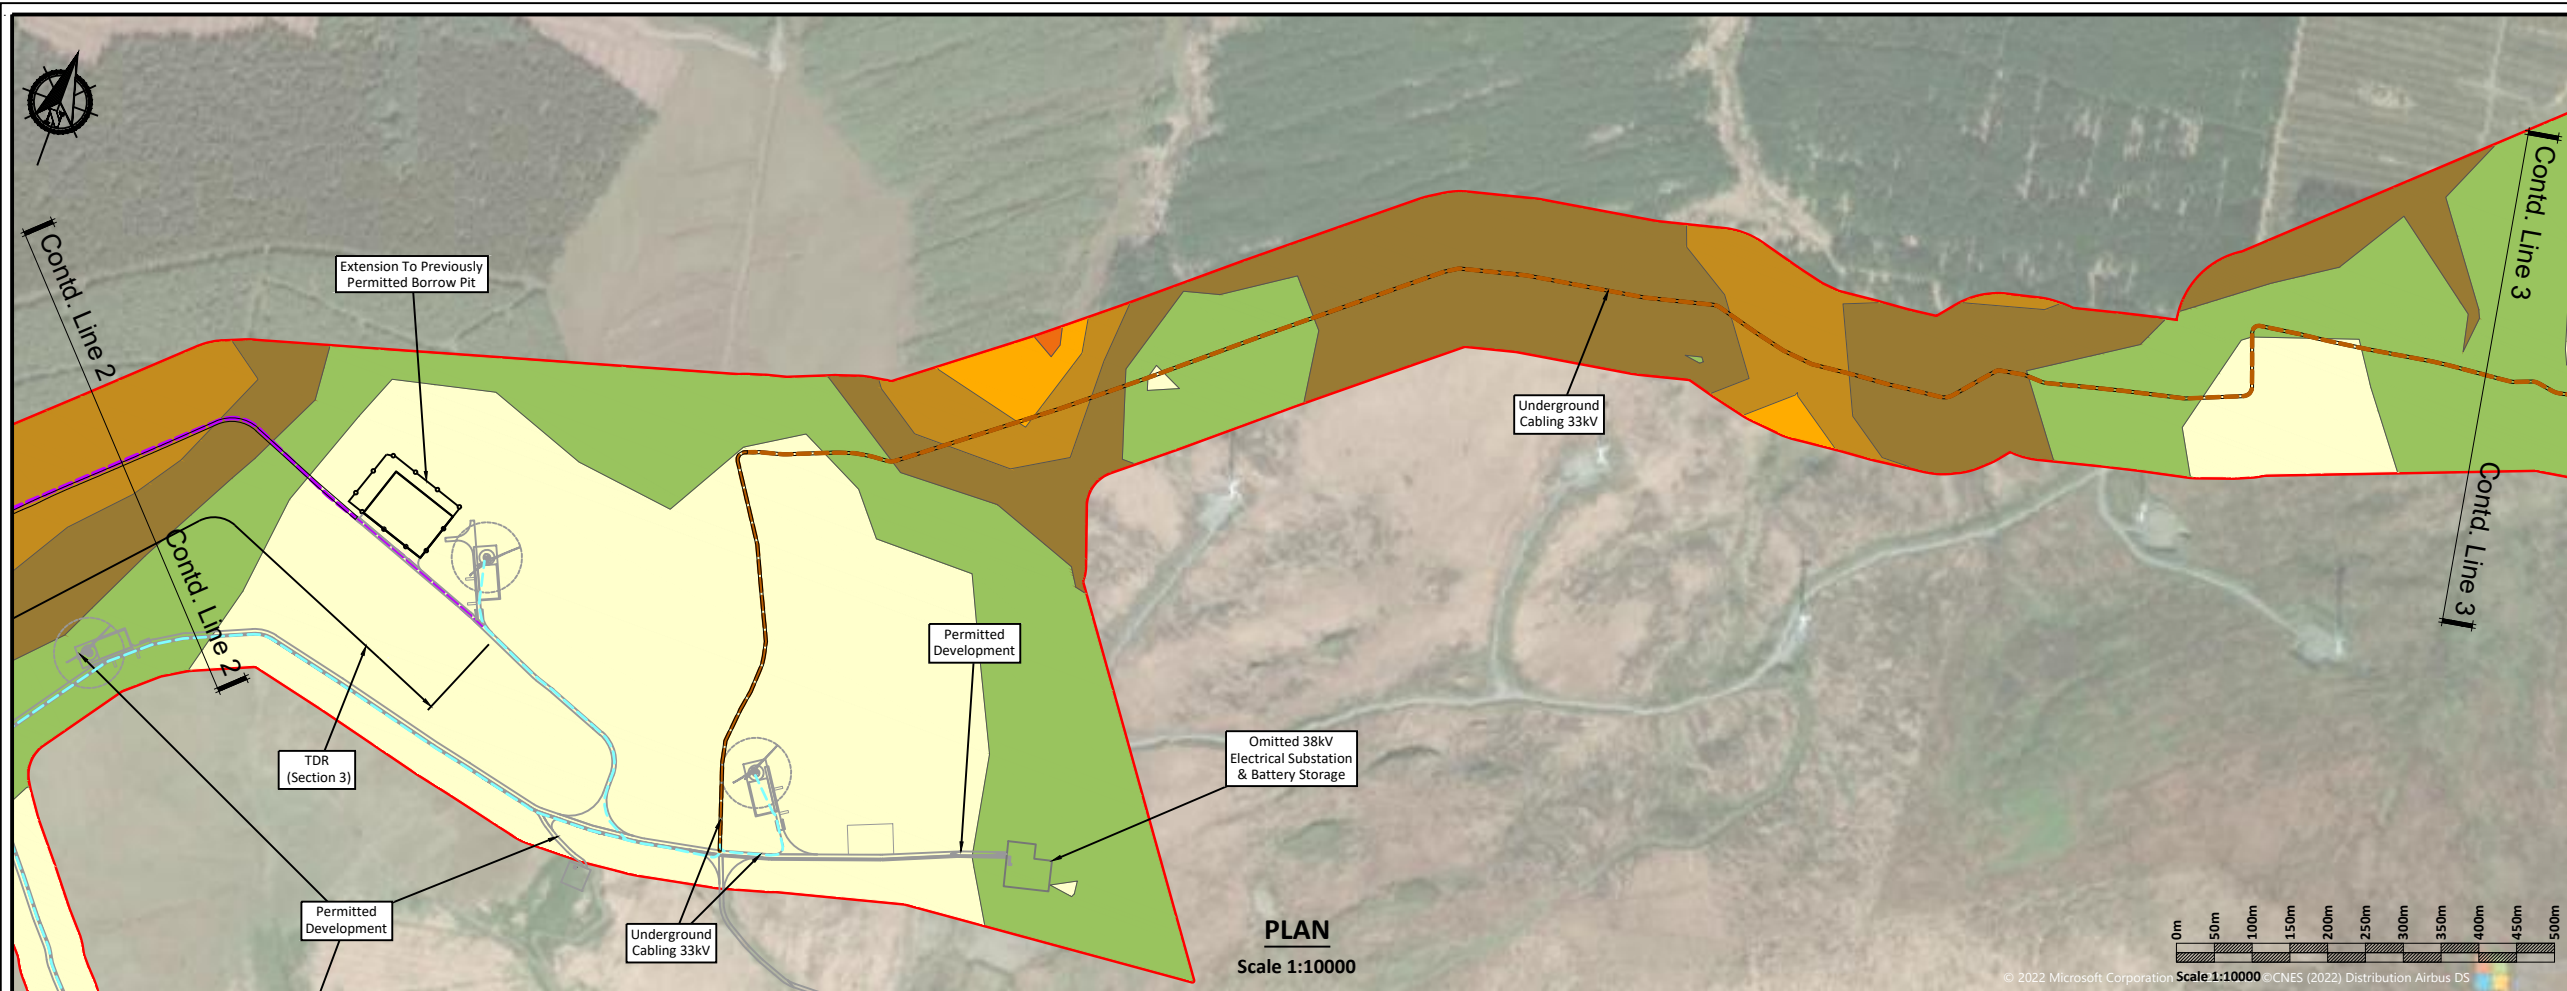 Contd. Line 2
Extension To Previously
Permitted Borrow Pit
Contd. Line 3
Underground
Cabling 33kV
Contd. Line 2
Contd. Line 3
Permitted
Development
TDR
(Section 3)
Omitted 38kV
Electrical Substation
& Battery Storage
Permitted
Development
Underground
Cabling 33kV
PLAN
Scale 1:10000
0m
50m
100m
150m
200m
250m
300m
350m
400m
450m
500m
Scale 1:10000
© 2022 Microsoft Corporation ©CNES (2022) Distribution Airbus DS